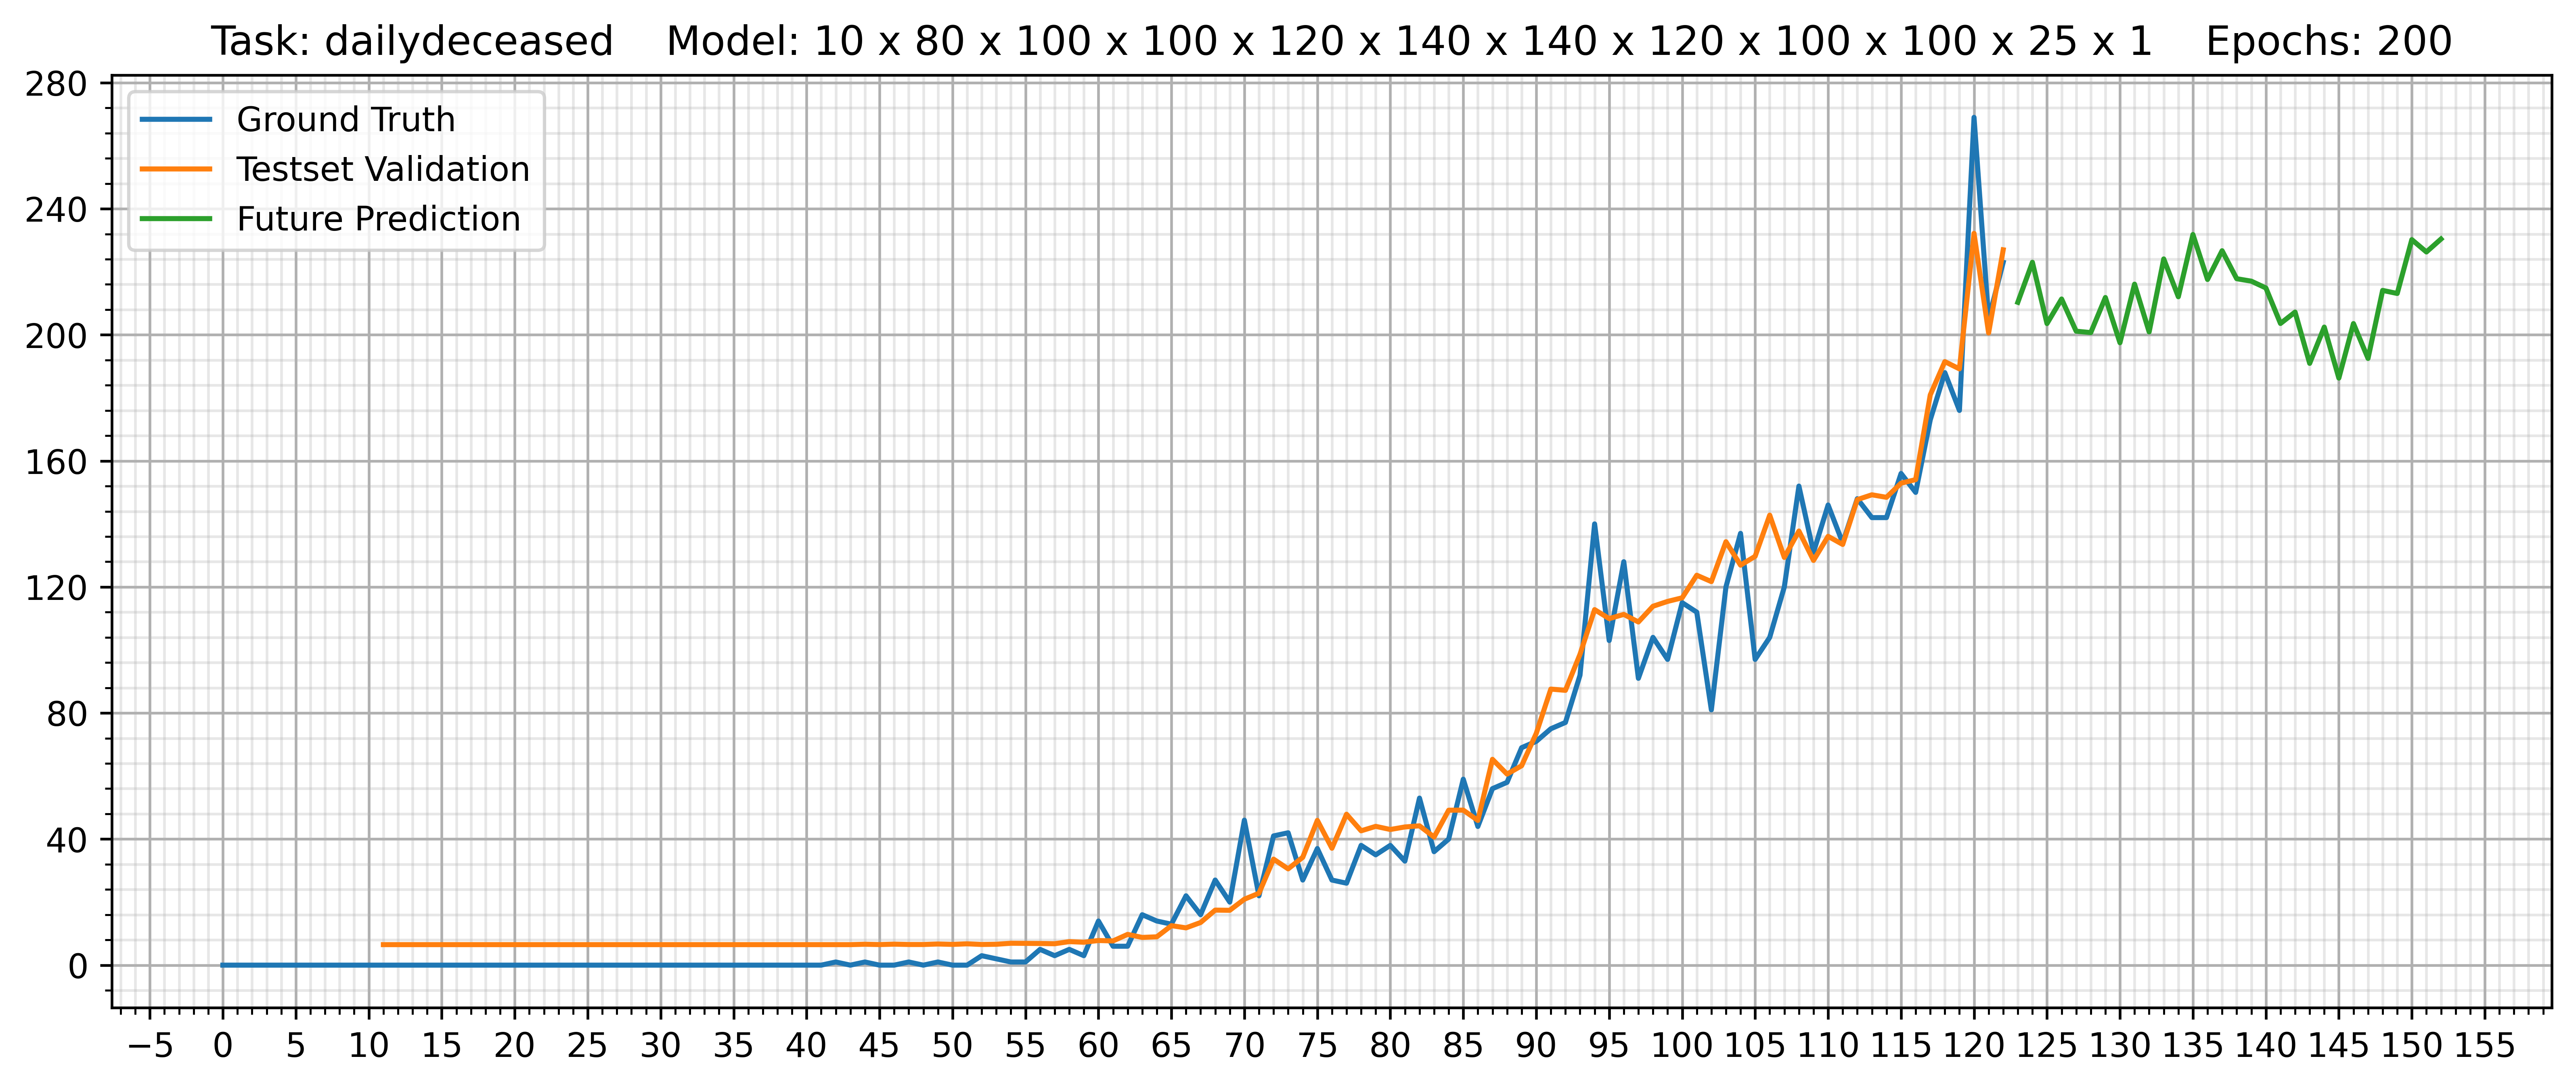 Task: dailydeceased    Model: 10 x 80 x 100 x 100 x 120 x 140 x 140 x 120 x 100 x 100 x 25 x 1    Epochs: 200
280
240
200
160
120
80
40
0
Ground Truth
Testset Validation
Future Prediction
−5 0 5 10 15 20 25 30 35 40 45 50 55 60 65 70 75 80 85 90 95 100 105 110 115 120 125 130 135 140 145 150 155